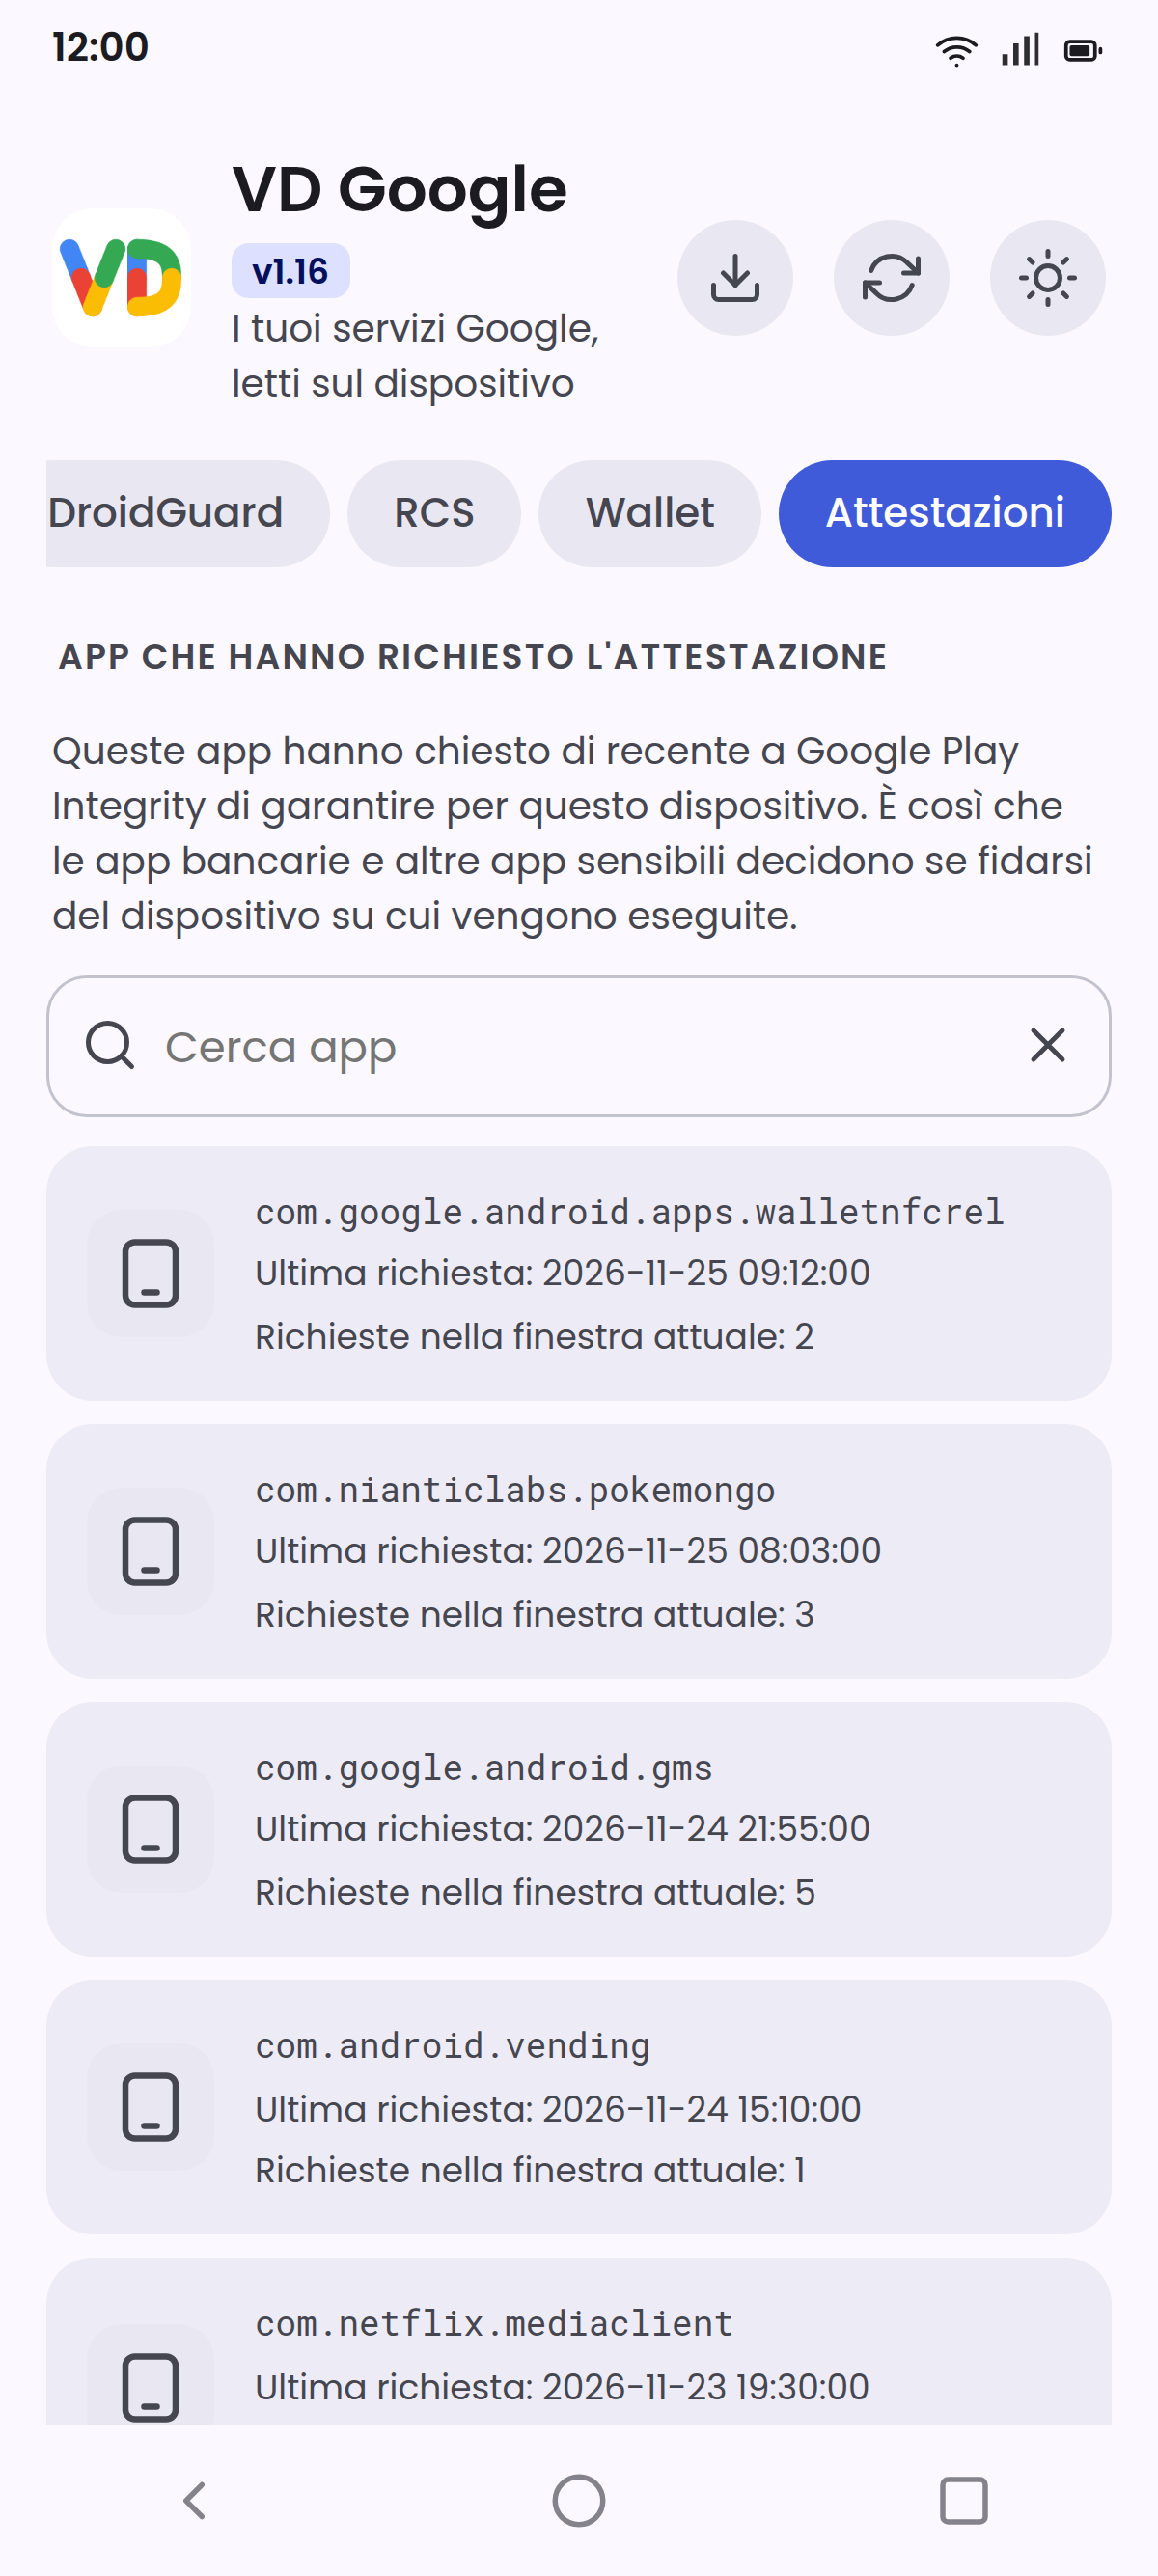 12:00
VD Google
VD
v1.16
I tuoi servizi Google,
letti sul dispositivo
DroidGuard
RCS
Wallet
Attestazioni
APP CHE HANNO RICHIESTO L'ATTESTAZIONE
Queste app hanno chiesto di recente a Google Play
Integrity di garantire per questo dispositivo. È così che
le app bancarie e altre app sensibili decidono se fidarsi
del dispositivo su cui vengono eseguite.
Cerca app
com.google.android.apps.walletnfcrel
Ultima richiesta: 2026-11-25 09:12:00
Richieste nella finestra attuale: 2
com.nianticlabs.pokemongo
Ultima richiesta: 2026-11-25 08:03:00
Richieste nella finestra attuale: 3
com.google.android.gms
Ultima richiesta: 2026-11-24 21:55:00
Richieste nella finestra attuale: 5
com.android.vending
Ultima richiesta: 2026-11-24 15:10:00
Richieste nella finestra attuale: 1
com.netflix.mediaclient
Ultima richiesta: 2026-11-23 19:30:00